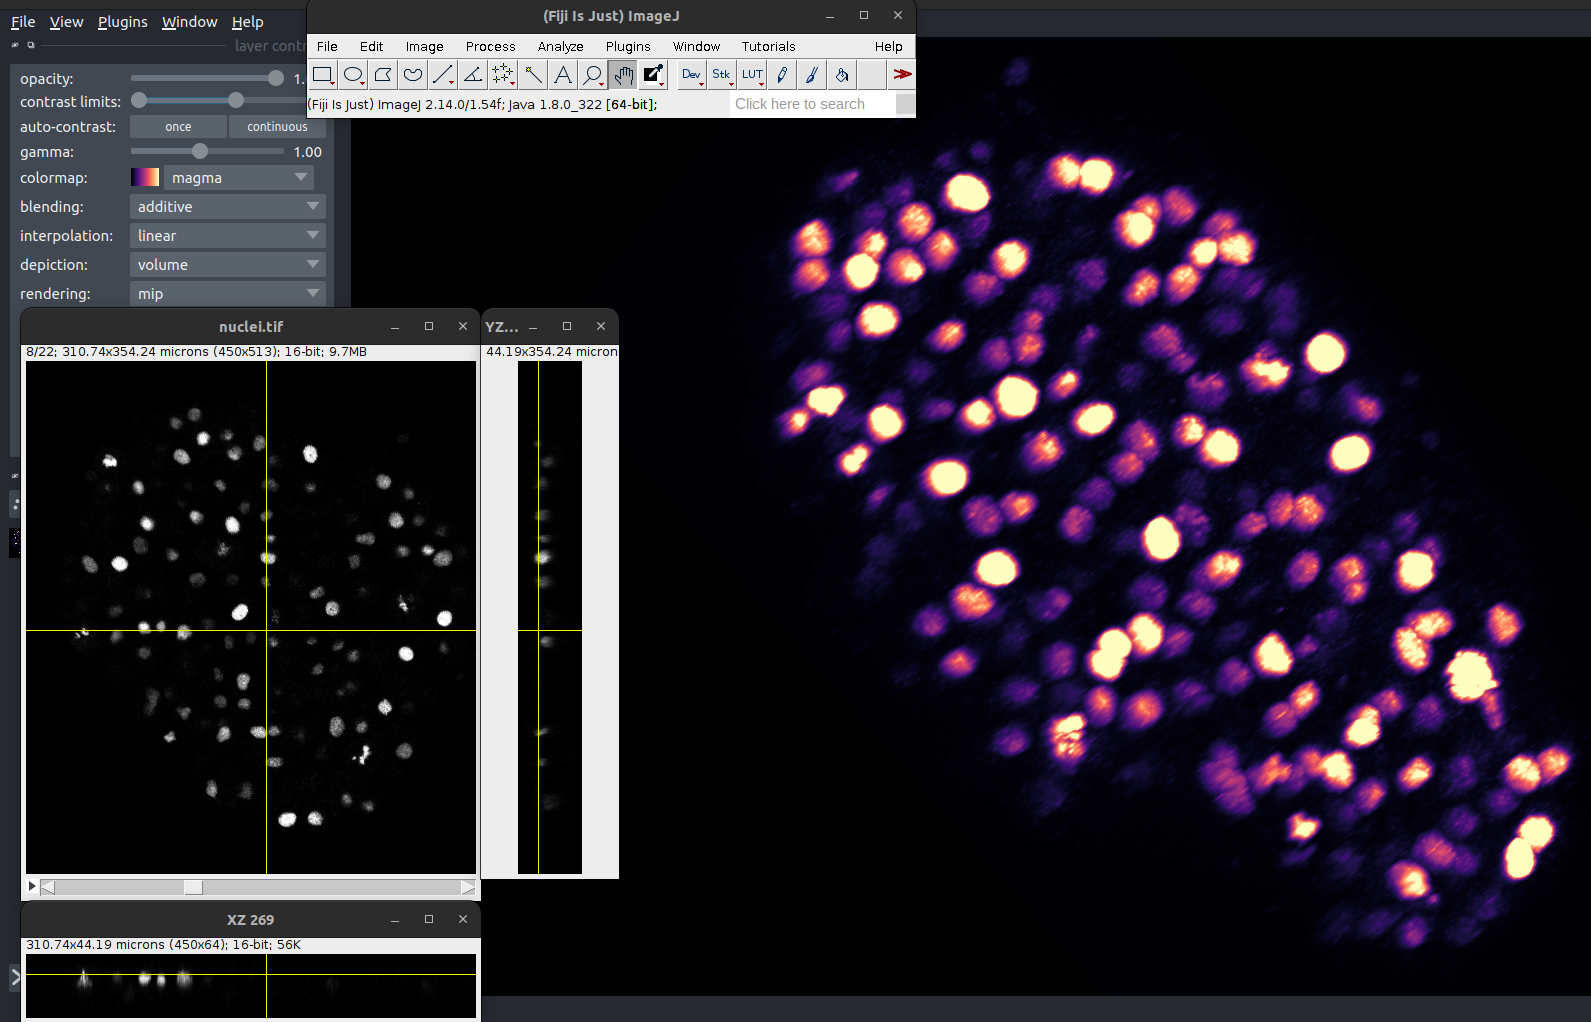 File View Plugins Window Help
layer contr
opacity: 1.
contrast limits:
auto-contrast: once continuous
gamma: 1.00
colormap: magma
blending: additive
interpolation: linear
depiction: volume
rendering: mip
(Fiji Is Just) ImageJ
File Edit Image Process Analyze Plugins Window Tutorials Help
Dev Stk LUT
(Fiji Is Just) ImageJ 2.14.0/1.54f; Java 1.8.0_322 [64-bit]; Click here to search
nuclei.tif
8/22; 310.74x354.24 microns (450x513); 16-bit; 9.7MB
YZ...
44.19x354.24 micron
XZ 269
310.74x44.19 microns (450x64); 16-bit; 56K